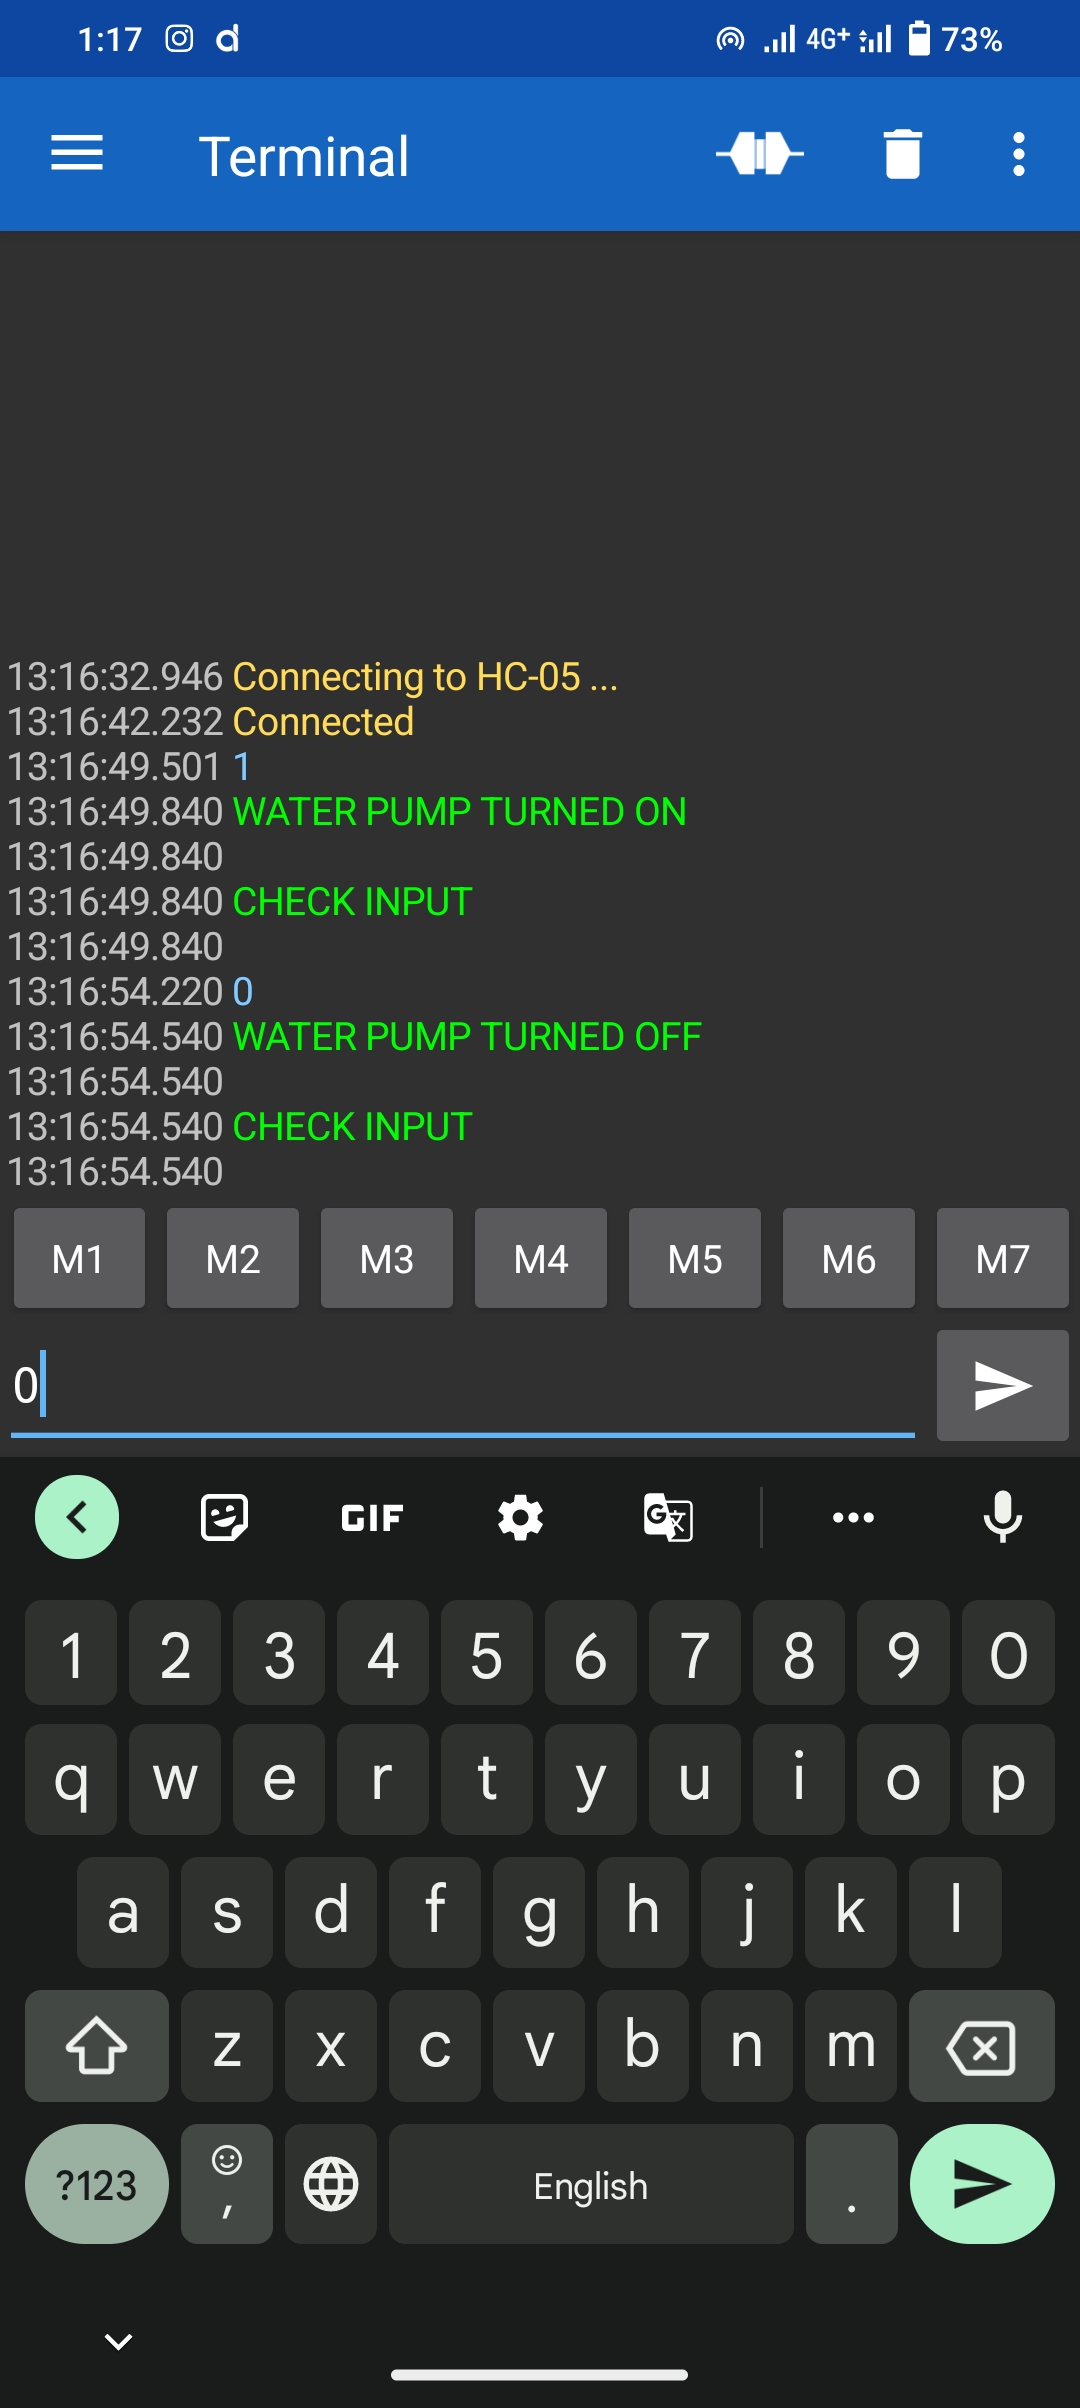 1:17 4G+ 73%
Terminal
13:16:32.946 Connecting to HC-05 ...
13:16:42.232 Connected
13:16:49.501 1
13:16:49.840 WATER PUMP TURNED ON
13:16:49.840
13:16:49.840 CHECK INPUT
13:16:49.840
13:16:54.220 0
13:16:54.540 WATER PUMP TURNED OFF
13:16:54.540
13:16:54.540 CHECK INPUT
13:16:54.540
M1 M2 M3 M4 M5 M6 M7
0
GIF G文
1 2 3 4 5 6 7 8 9 0
q w e r t y u i o p
a s d f g h j k l
z x c v b n m
?123 , English .